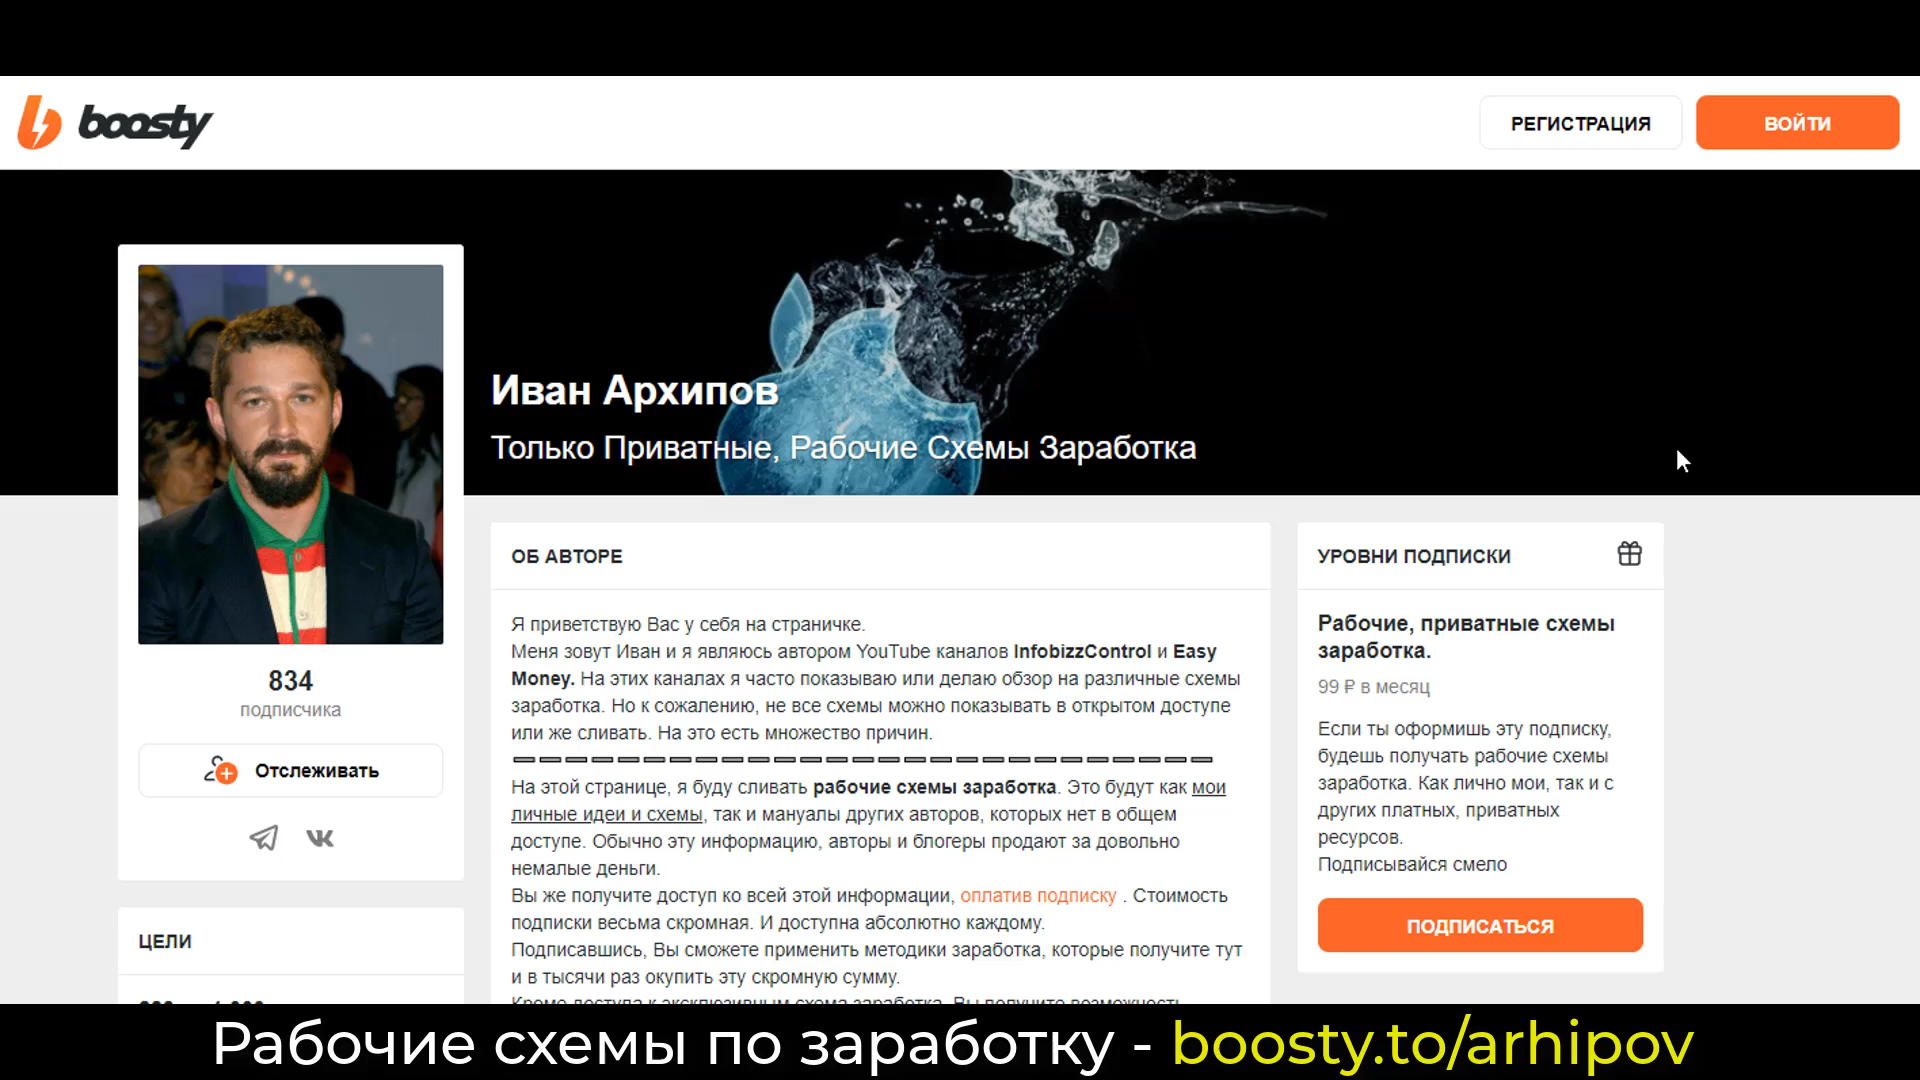 boosty
РЕГИСТРАЦИЯ
ВОЙТИ
Иван Архипов
Только Приватные, Рабочие Схемы Заработка
834
подписчика
Отслеживать
ЦЕЛИ
ОБ АВТОРЕ
Я приветствую Вас у себя на страничке.
Меня зовут Иван и я являюсь автором YouTube каналов InfobizzControl и Easy
Money. На этих каналах я часто показываю или делаю обзор на различные схемы
заработка. Но к сожалению, не все схемы можно показывать в открытом доступе
или же сливать. На это есть множество причин.
На этой странице, я буду сливать рабочие схемы заработка. Это будут как мои
личные идеи и схемы, так и мануалы других авторов, которых нет в общем
доступе. Обычно эту информацию, авторы и блогеры продают за довольно
немалые деньги.
Вы же получите доступ ко всей этой информации, оплатив подписку . Стоимость
подписки весьма скромная. И доступна абсолютно каждому.
Подписавшись, Вы сможете применить методики заработка, которые получите тут
и в тысячи раз окупить эту скромную сумму.
Кроме доступа к эксклюзивным схема заработка, Вы получите возможность
УРОВНИ ПОДПИСКИ
Рабочие, приватные схемы
заработка.
99 ₽ в месяц
Если ты оформишь эту подписку,
будешь получать рабочие схемы
заработка. Как лично мои, так и с
других платных, приватных
ресурсов.
Подписывайся смело
ПОДПИСАТЬСЯ
Рабочие схемы по заработку - boosty.to/arhipov